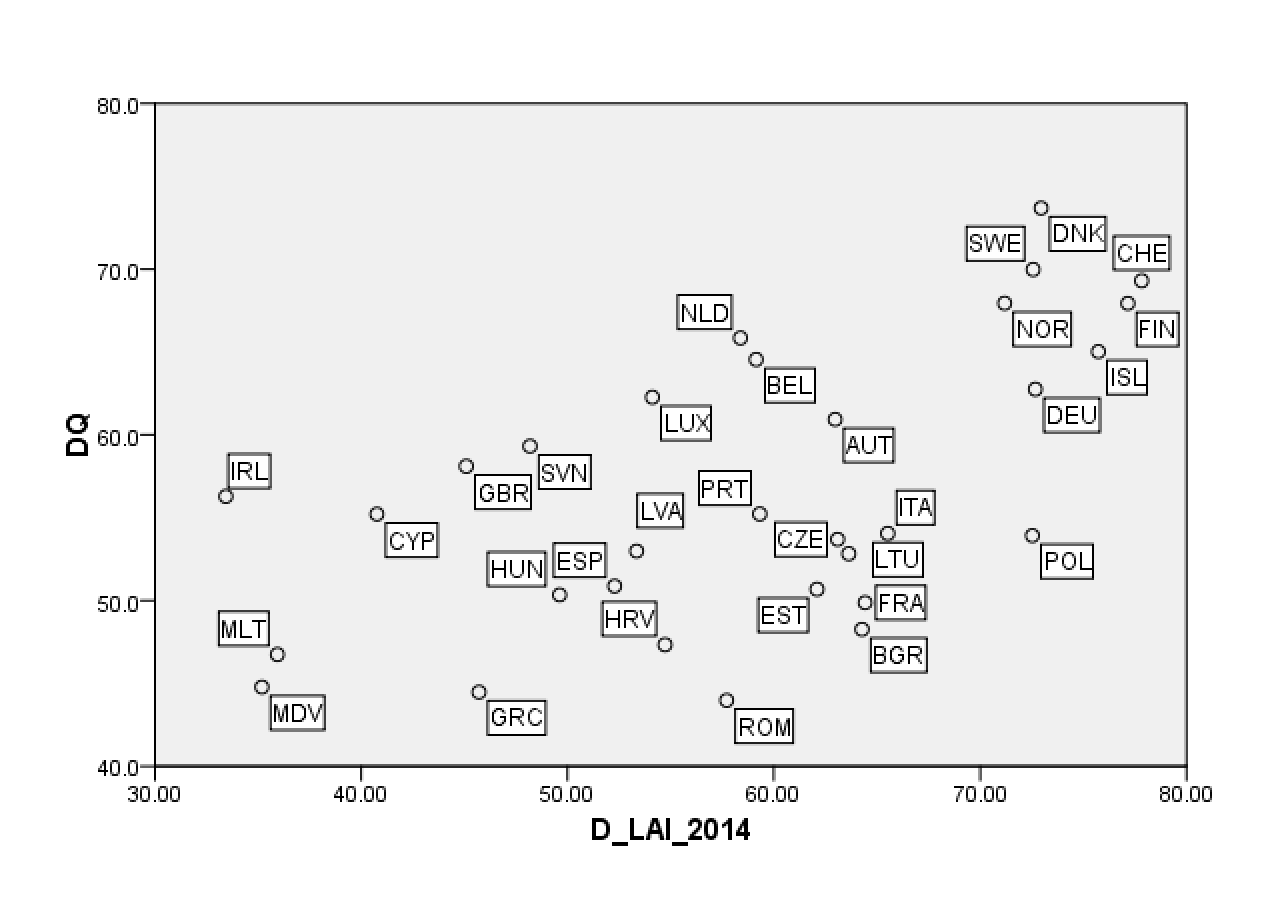 80.0
DNK
SWE
CHE
70.0
NLD
NOR
FIN
ISL
BEL
DEU
LUX
DQ
60.0
AUT
IRL
SVN
GBR
PRT
ITA
LVA
CYP
CZE
HUN
ESP
LTU
POL
50.0
FRA
EST
HRV
MLT
BGR
MDV
GRC
ROM
40.0
30.00 40.00 50.00 60.00 70.00 80.00
D_LAI_2014